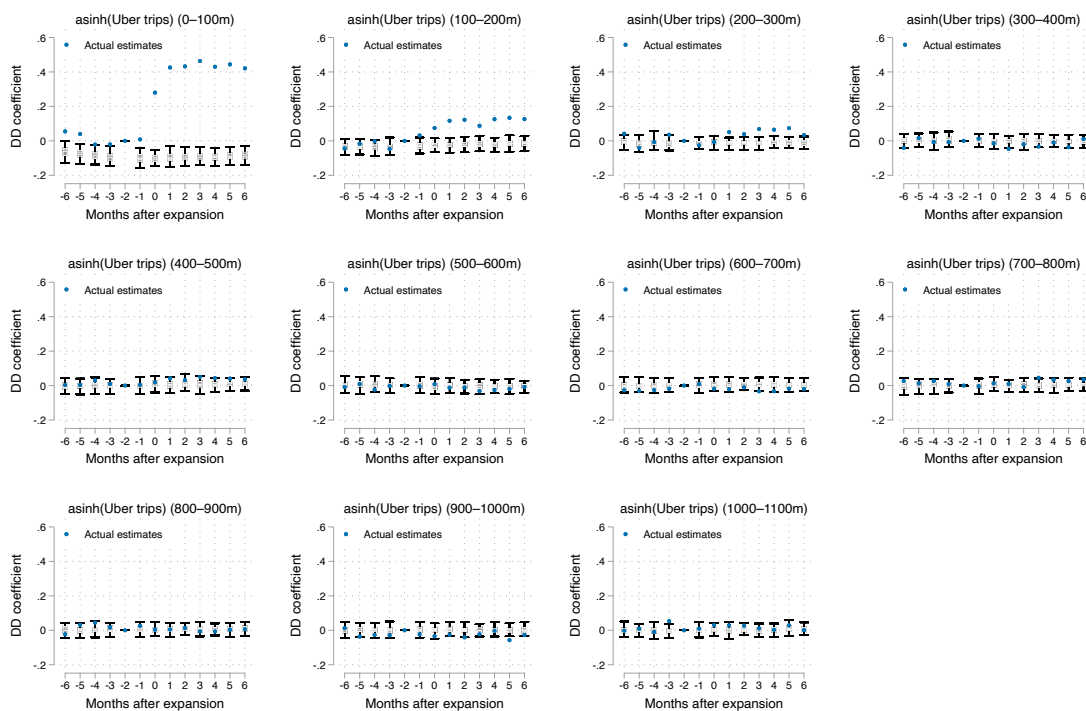 asinh(Uber trips) (0–100m)
.6
.4
.2
0
-.2
DD coefficient
Actual estimates
-6 -5 -4 -3 -2 -1 0 1 2 3 4 5 6
Months after expansion
asinh(Uber trips) (100–200m)
.6
.4
.2
0
-.2
DD coefficient
Actual estimates
-6 -5 -4 -3 -2 -1 0 1 2 3 4 5 6
Months after expansion
asinh(Uber trips) (200–300m)
.6
.4
.2
0
-.2
DD coefficient
Actual estimates
-6 -5 -4 -3 -2 -1 0 1 2 3 4 5 6
Months after expansion
asinh(Uber trips) (300–400m)
.6
.4
.2
0
-.2
DD coefficient
Actual estimates
-6 -5 -4 -3 -2 -1 0 1 2 3 4 5 6
Months after expansion
asinh(Uber trips) (400–500m)
.6
.4
.2
0
-.2
DD coefficient
Actual estimates
-6 -5 -4 -3 -2 -1 0 1 2 3 4 5 6
Months after expansion
asinh(Uber trips) (500–600m)
.6
.4
.2
0
-.2
DD coefficient
Actual estimates
-6 -5 -4 -3 -2 -1 0 1 2 3 4 5 6
Months after expansion
asinh(Uber trips) (600–700m)
.6
.4
.2
0
-.2
DD coefficient
Actual estimates
-6 -5 -4 -3 -2 -1 0 1 2 3 4 5 6
Months after expansion
asinh(Uber trips) (700–800m)
.6
.4
.2
0
-.2
DD coefficient
Actual estimates
-6 -5 -4 -3 -2 -1 0 1 2 3 4 5 6
Months after expansion
asinh(Uber trips) (800–900m)
.6
.4
.2
0
-.2
DD coefficient
Actual estimates
-6 -5 -4 -3 -2 -1 0 1 2 3 4 5 6
Months after expansion
asinh(Uber trips) (900–1000m)
.6
.4
.2
0
-.2
DD coefficient
Actual estimates
-6 -5 -4 -3 -2 -1 0 1 2 3 4 5 6
Months after expansion
asinh(Uber trips) (1000–1100m)
.6
.4
.2
0
-.2
DD coefficient
Actual estimates
-6 -5 -4 -3 -2 -1 0 1 2 3 4 5 6
Months after expansion